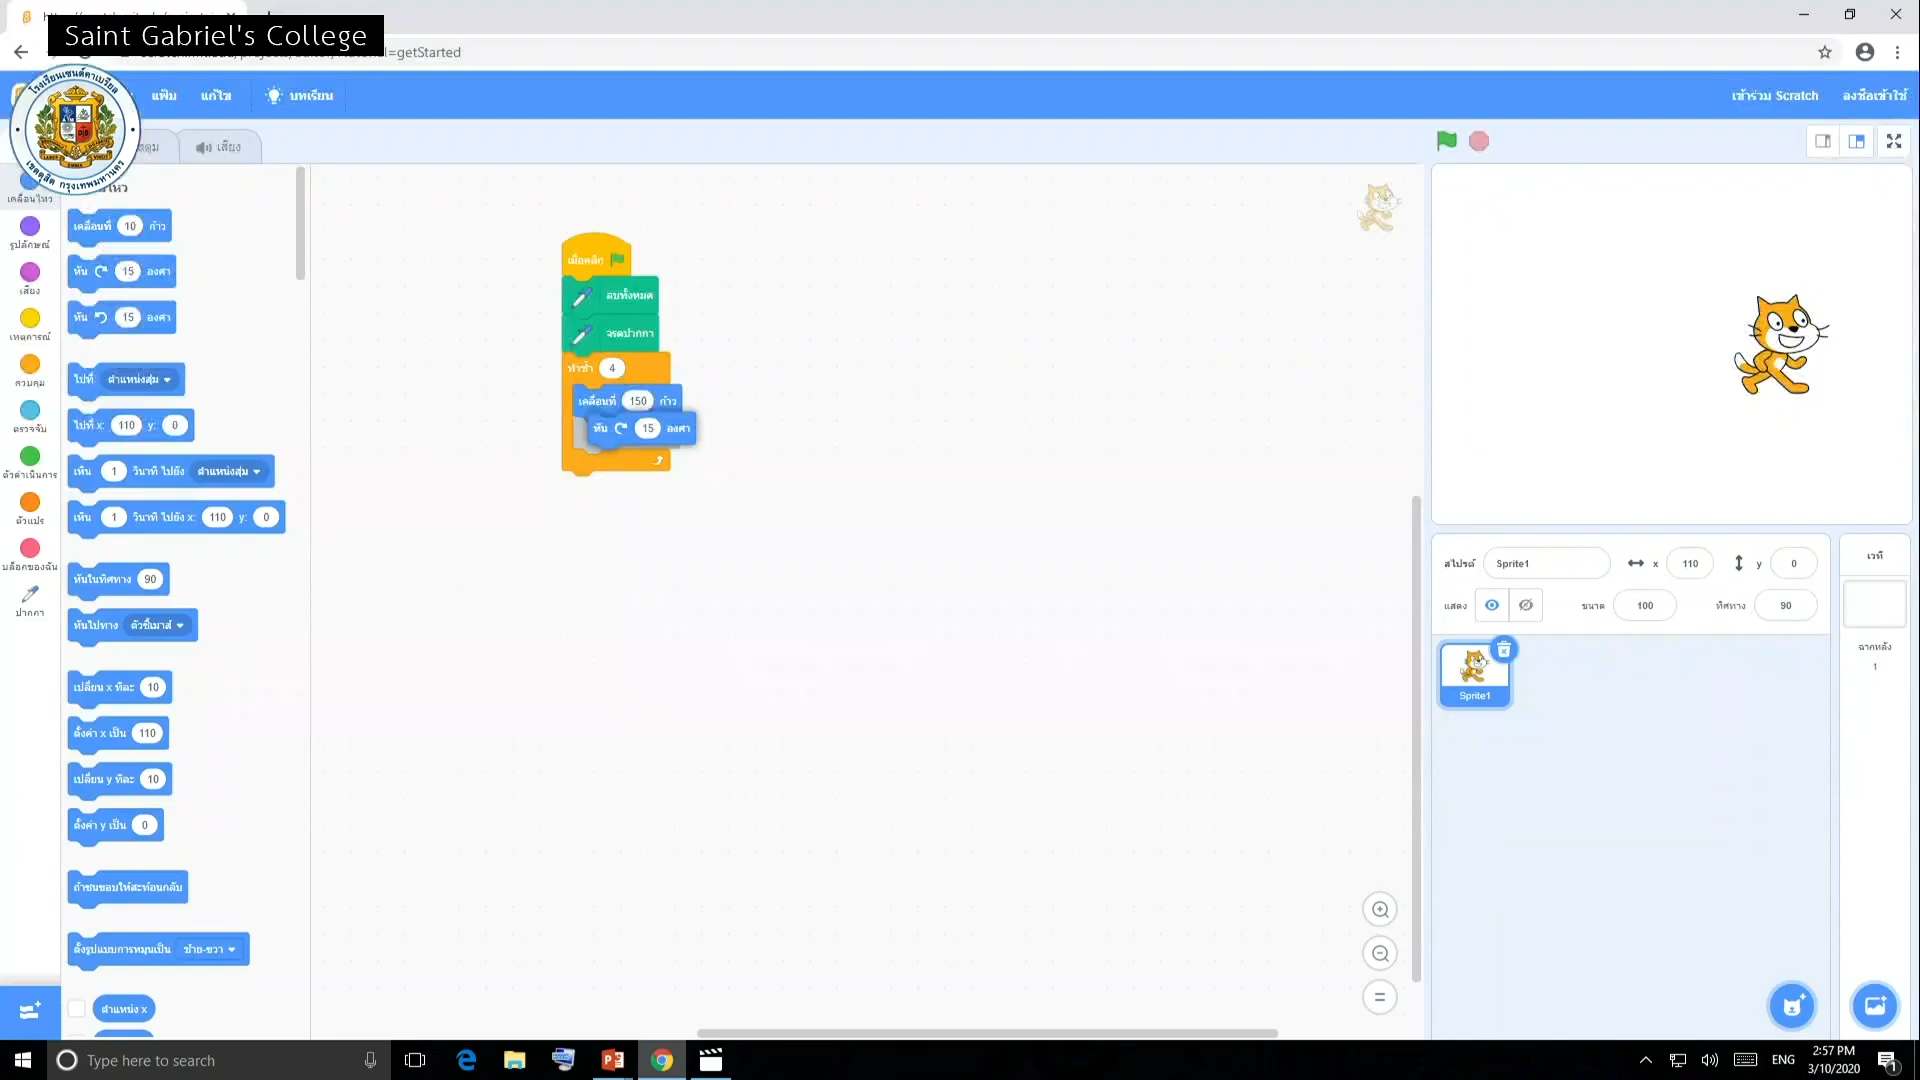 Saint Gabriel's College
=getStarted
แฟ้ม
แก้ไข
บทเรียน
เข้าร่วม Scratch
ลงชื่อเข้าใช้
เสียง
เคลื่อนไหว
รูปลักษณ์
เสียง
เหตุการณ์
ควบคุม
ตรวจจับ
ตัวดำเนินการ
ตัวแปร
บล็อกของฉัน
ปากกา
เคลื่อนที่ 10 ก้าว
หัน 15 องศา
หัน 15 องศา
ไปที่ ตำแหน่งสุ่ม
ไปที่ x: 110 y: 0
เหิน 1 วินาที ไปยัง ตำแหน่งสุ่ม
เหิน 1 วินาที ไปยัง x: 110 y: 0
หันในทิศทาง 90
หันไปทาง ตัวชี้เมาส์
เปลี่ยน x ทีละ 10
ตั้งค่า x เป็น 110
เปลี่ยน y ทีละ 10
ตั้งค่า y เป็น 0
ถ้าชนขอบให้สะท้อนกลับ
ตั้งรูปแบบการหมุนเป็น ซ้าย-ขวา
ตำแหน่ง x
เมื่อคลิก
ลบทั้งหมด
จรดปากกา
ทำซ้ำ 4
เคลื่อนที่ 150 ก้าว
หัน 15 องศา
สไปรต์ Sprite1 x 110 y 0
แสดง ขนาด 100 ทิศทาง 90
Sprite1
เวที
ฉากหลัง
1
Type here to search
ENG
2:57 PM
3/10/2020